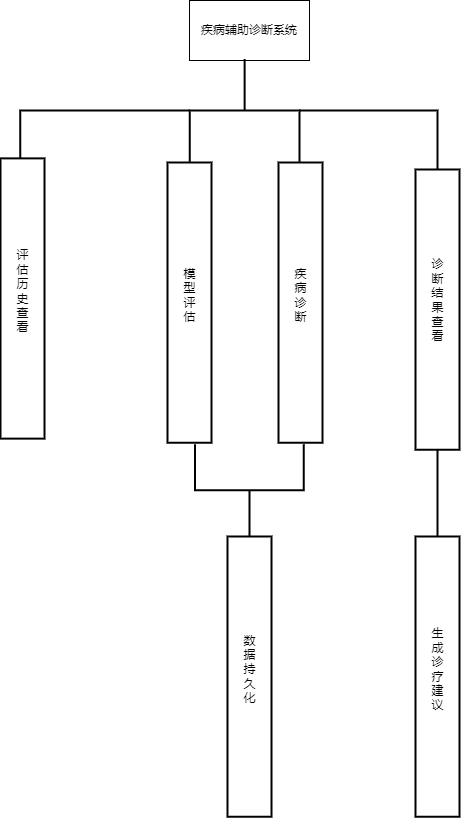 疾病辅助诊断系统
评估历史查看
模型评估
疾病诊断
诊断结果查看
数据持久化
生成诊疗建议